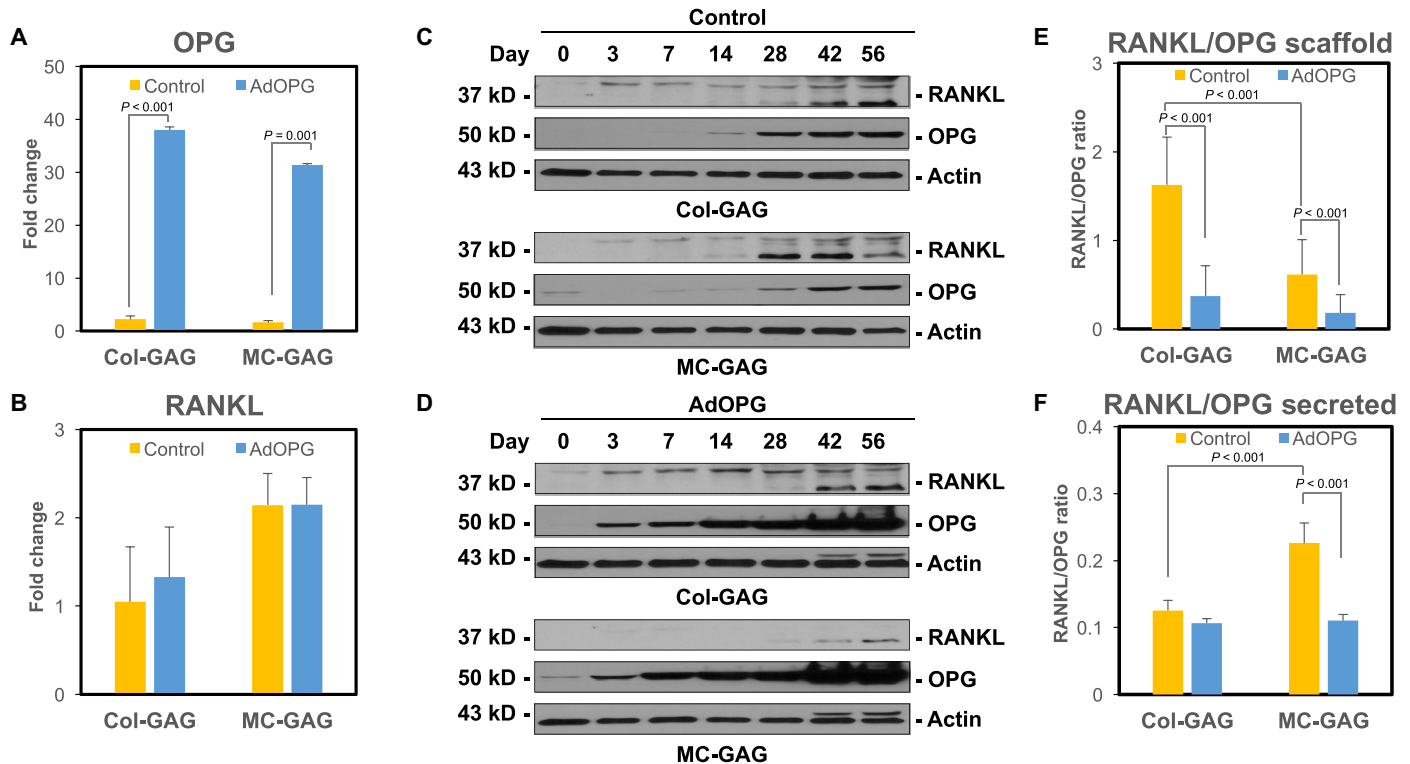 A
OPG
Control AdOPG
P < 0.001
P = 0.001
Fold change
50
40
30
20
10
0
Col-GAG MC-GAG
B
RANKL
Control AdOPG
Fold change
3
2
1
0
Col-GAG MC-GAG
C
Control
Day 0 3 7 14 28 42 56
37 kD - - RANKL
50 kD - - OPG
43 kD - - Actin
Col-GAG
37 kD - - RANKL
50 kD - - OPG
43 kD - - Actin
MC-GAG
D
AdOPG
Day 0 3 7 14 28 42 56
37 kD - - RANKL
50 kD - - OPG
43 kD - - Actin
Col-GAG
37 kD - - RANKL
50 kD - - OPG
43 kD - - Actin
MC-GAG
E
RANKL/OPG scaffold
Control AdOPG
P < 0.001
P < 0.001
P < 0.001
RANKL/OPG ratio
3
2
1
0
Col-GAG MC-GAG
F
RANKL/OPG secreted
Control AdOPG
P < 0.001
P < 0.001
RANKL/OPG ratio
0.4
0.3
0.2
0.1
0
Col-GAG MC-GAG